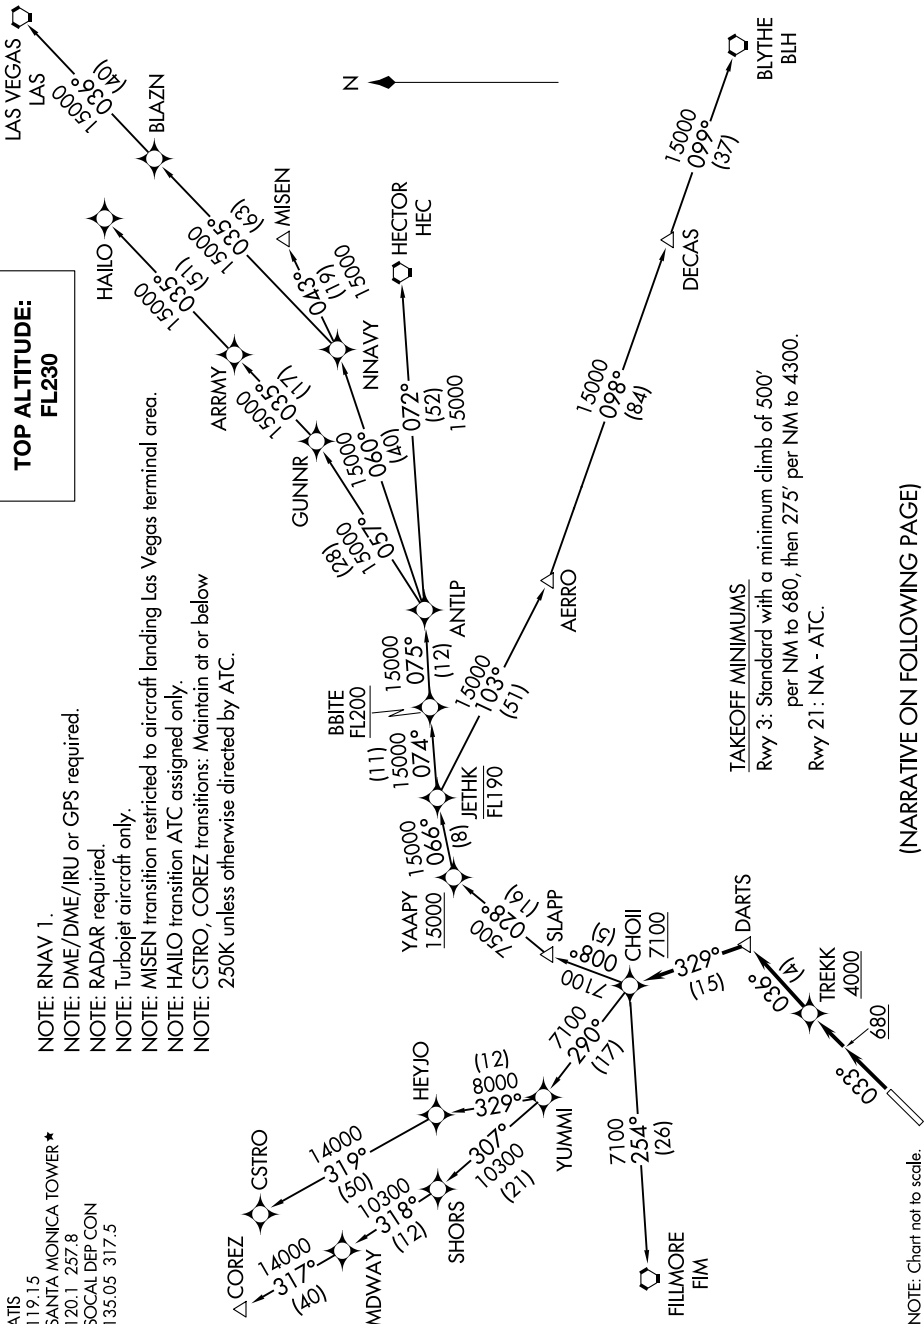 ATIS
119.15
SANTA MONICA TOWER★
120.1 257.8
SOCAL DEP CON
135.05 317.5
TOP ALTITUDE:
FL230
NOTE: RNAV 1.
NOTE: DME/DME/IRU or GPS required.
NOTE: RADAR required.
NOTE: Turbojet aircraft only.
NOTE: MISEN transition restricted to aircraft landing Las Vegas terminal area.
NOTE: HAILO transition ATC assigned only.
NOTE: CSTRO, COREZ transitions: Maintain at or below
250K unless otherwise directed by ATC.
LAS VEGAS
LAS
15000
036°
(40)
BLAZN
HAILO
15000
035°
(51)
15000
035°
(63)
MISEN
043°
(19)
15000
HECTOR
HEC
ARRMY
15000
035°
(17)
NNAVY
GUNNR
15000
060°
(40)
072°
(52)
15000
(28)
15000
057°
N
BLYTHE
BLH
15000
099°
(37)
DECAS
15000
098°
(84)
AERRO
ANTLP
BBITE
FL200
15000
075°
(12)
15000
103°
(51)
(11)
15000
074°
JETHK
FL190
15000
066°
(8)
YAAPY
15000
7500
028°
(16)
SLAPP
7100
008°
(5)
CHOII
7100
329°
(15)
DARTS
036°
(4)
TREKK
4000
680
033°
7100
290°
(17)
YUMMI
7100
254°
(26)
FILLMORE
FIM
HEYJO
(12)
8000
329°
CSTRO
14000
319°
(50)
307°
10300
(21)
SHORS
10300
318°
(12)
MDWAY
COREZ
14000
317°
(40)
TAKEOFF MINIMUMS
Rwy 3: Standard with a minimum climb of 500'
per NM to 680, then 275' per NM to 4300.
Rwy 21: NA - ATC.
(NARRATIVE ON FOLLOWING PAGE)
NOTE: Chart not to scale.